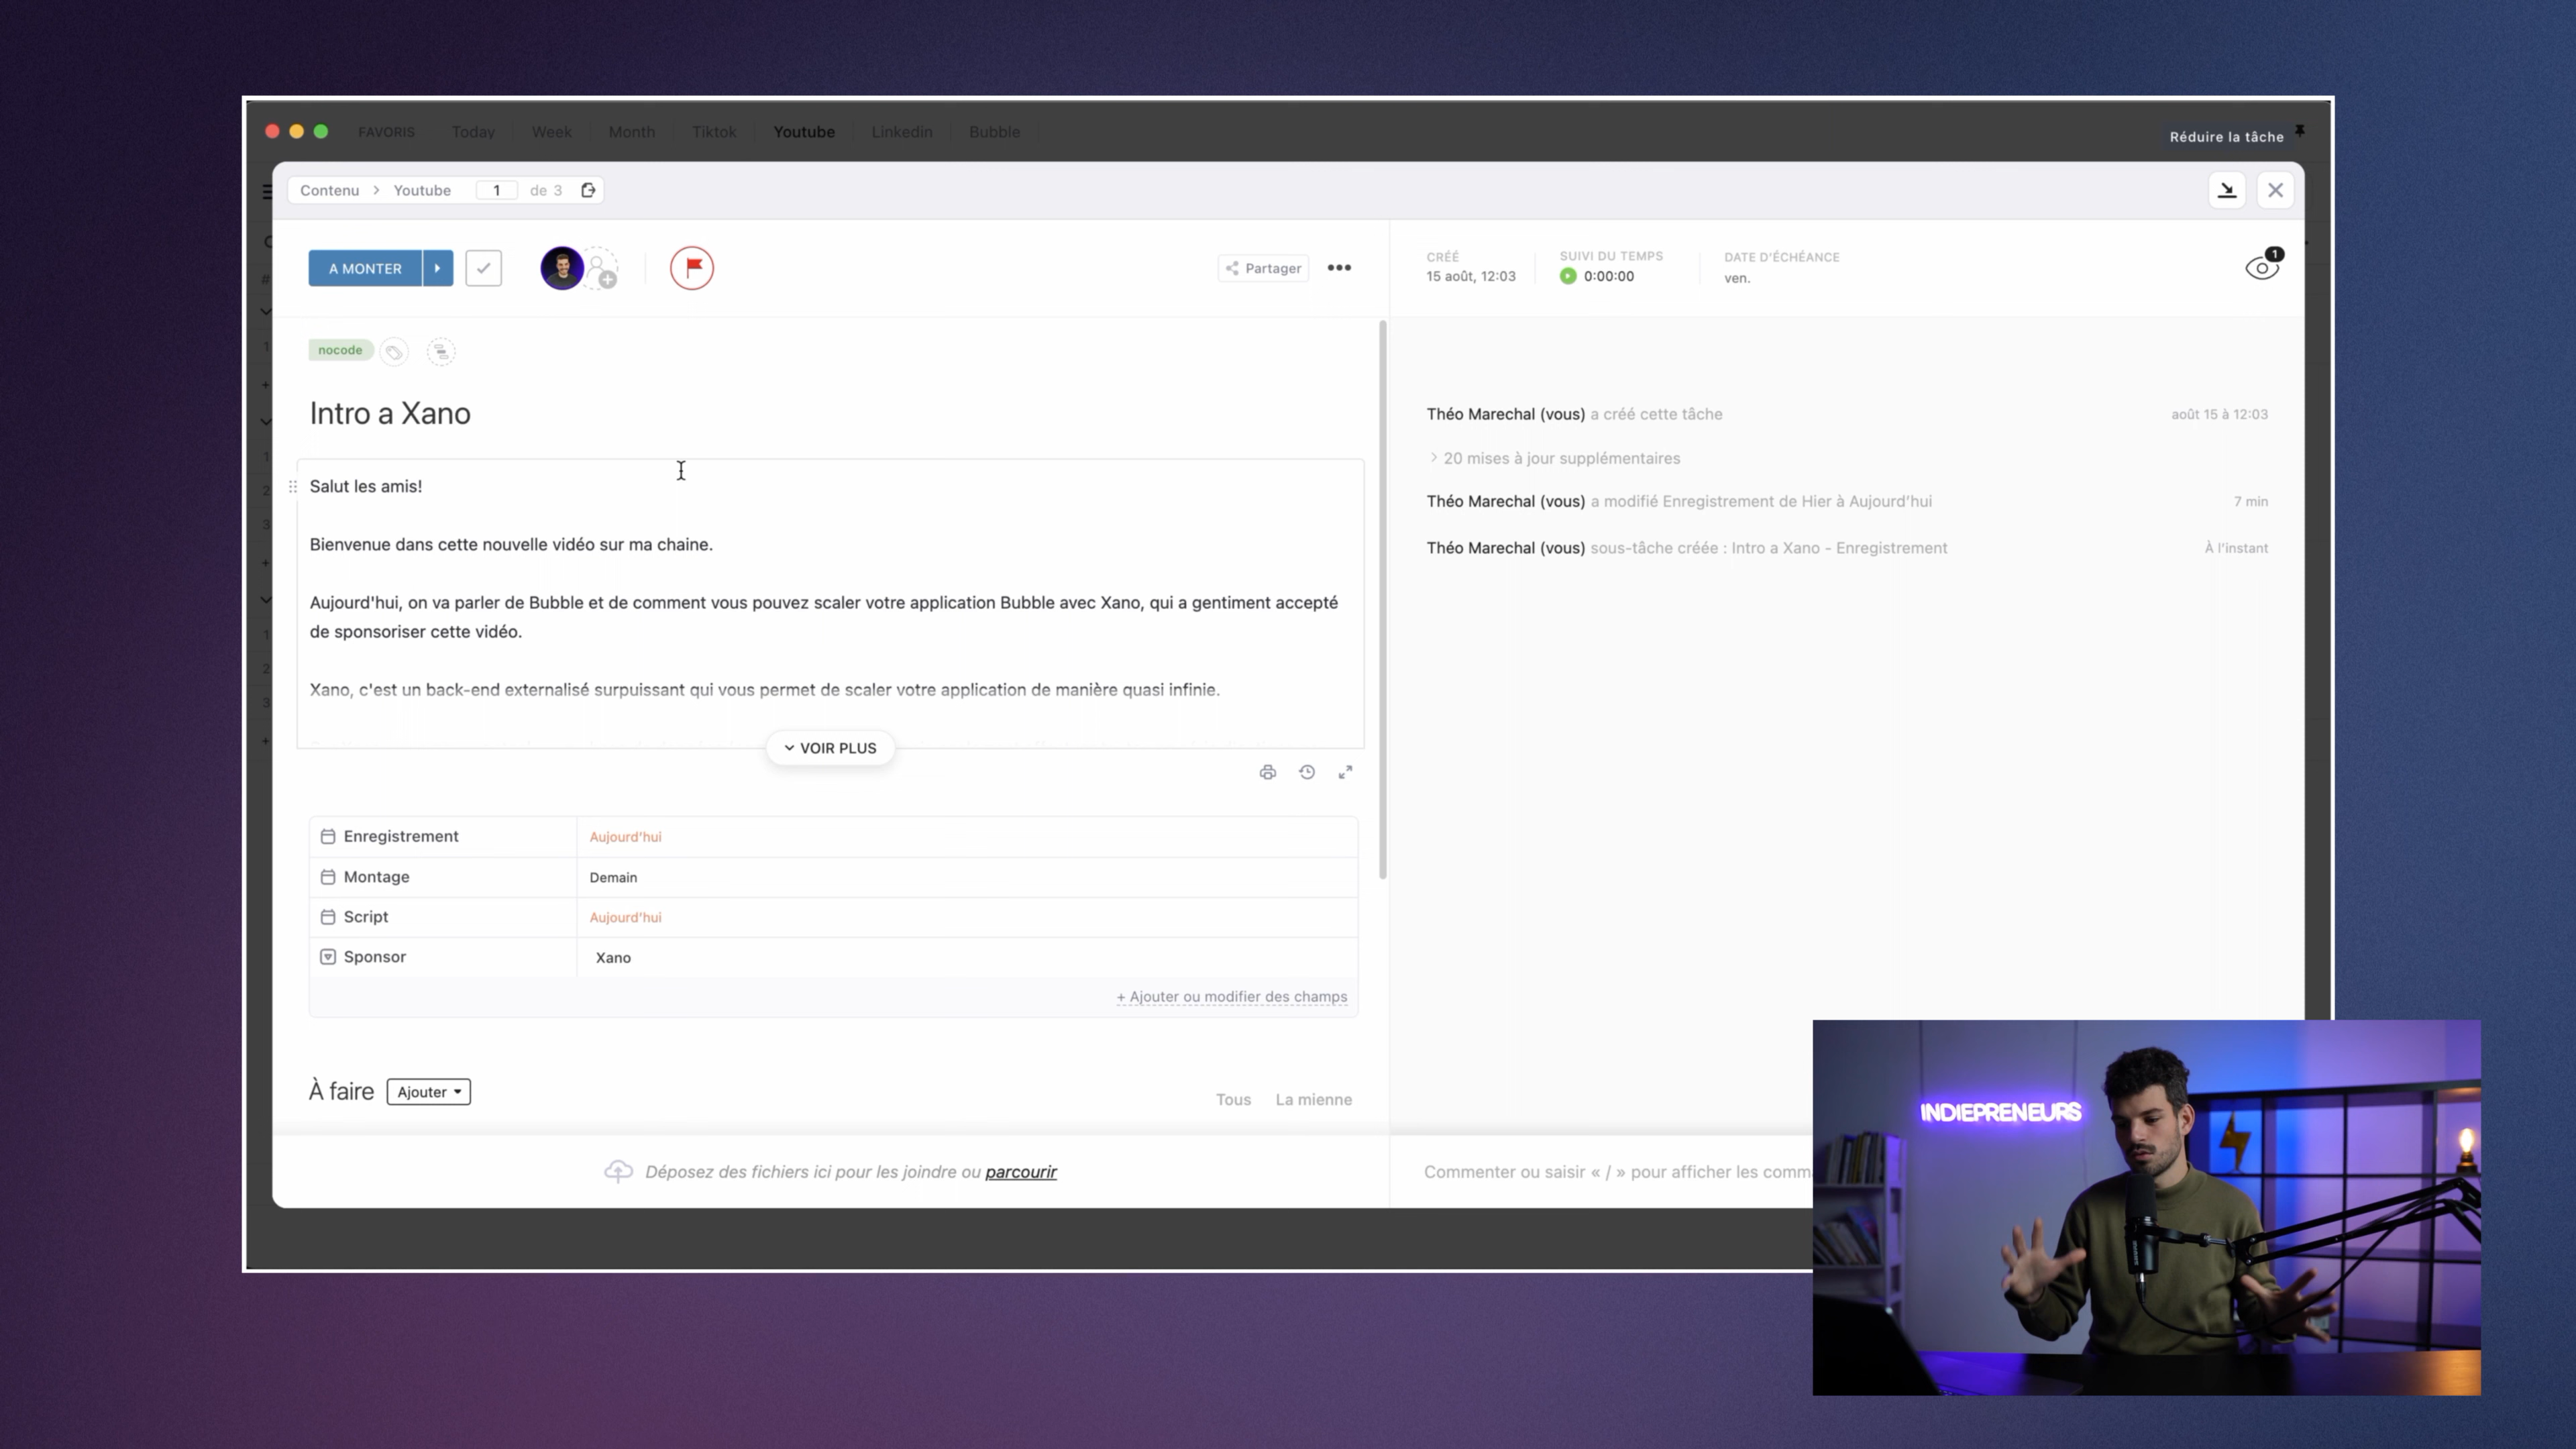 FAVORIS Today Week Month Tiktok Youtube Linkedin Bubble
Réduire la tâche
Contenu > Youtube 1 de 3
A MONTER
Partager
CRÉÉ
15 août, 12:03
SUIVI DU TEMPS
0:00:00
DATE D'ÉCHÉANCE
ven.
1
nocode
Intro a Xano
Salut les amis!
Bienvenue dans cette nouvelle vidéo sur ma chaine.
Aujourd'hui, on va parler de Bubble et de comment vous pouvez scaler votre application Bubble avec Xano, qui a gentiment accepté
de sponsoriser cette vidéo.
Xano, c'est un back-end externalisé surpuissant qui vous permet de scaler votre application de manière quasi infinie.
VOIR PLUS
Enregistrement Aujourd'hui
Montage Demain
Script Aujourd'hui
Sponsor Xano
+ Ajouter ou modifier des champs
À faire Ajouter
Tous La mienne
Déposez des fichiers ici pour les joindre ou parcourir
Théo Marechal (vous) a créé cette tâche août 15 à 12:03
> 20 mises à jour supplémentaires
Théo Marechal (vous) a modifié Enregistrement de Hier à Aujourd'hui 7 min
Théo Marechal (vous) sous-tâche créée : Intro a Xano - Enregistrement À l'instant
Commenter ou saisir « / » pour afficher les comm
INDIEPRENEURS